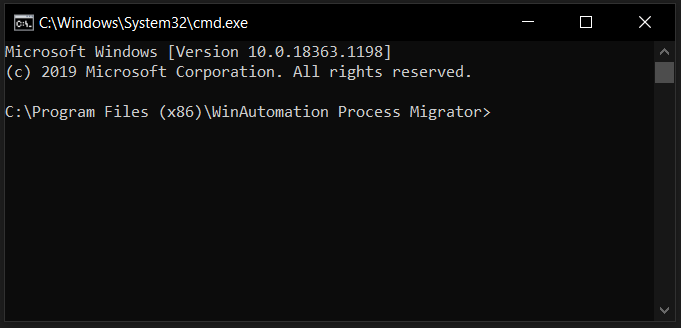 C:\Windows\System32\cmd.exe
Microsoft Windows [Version 10.0.18363.1198]
(c) 2019 Microsoft Corporation. All rights reserved.
C:\Program Files (x86)\WinAutomation Process Migrator>